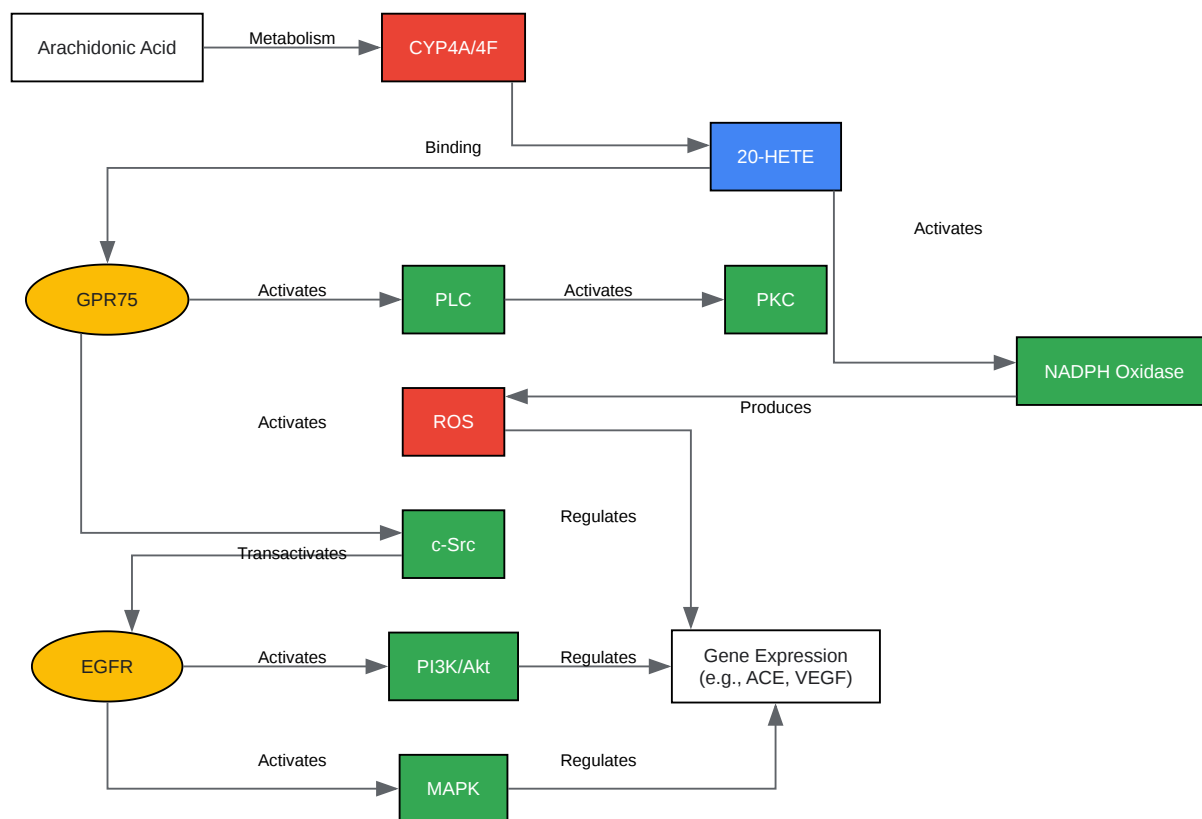 Arachidonic Acid
Metabolism
CYP4A/4F
Binding
20-HETE
Activates
GPR75
Activates
PLC
Activates
PKC
NADPH Oxidase
Produces
Activates
ROS
Regulates
c-Src
Transactivates
EGFR
Activates
PI3K/Akt
Regulates
Gene Expression
(e.g., ACE, VEGF)
Activates
MAPK
Regulates